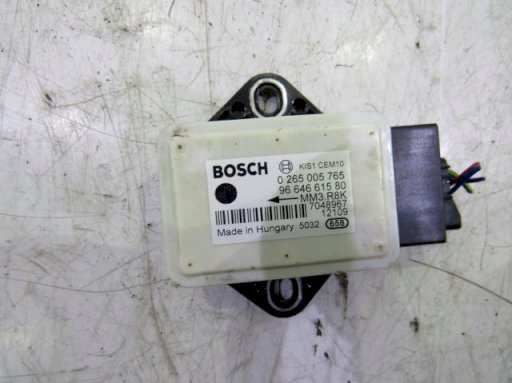 BOSCH KIS1 CEM10
0 265 005 765
96 646 615 80
MM3.R8K
7048967
12109
Made in Hungary 5032 658